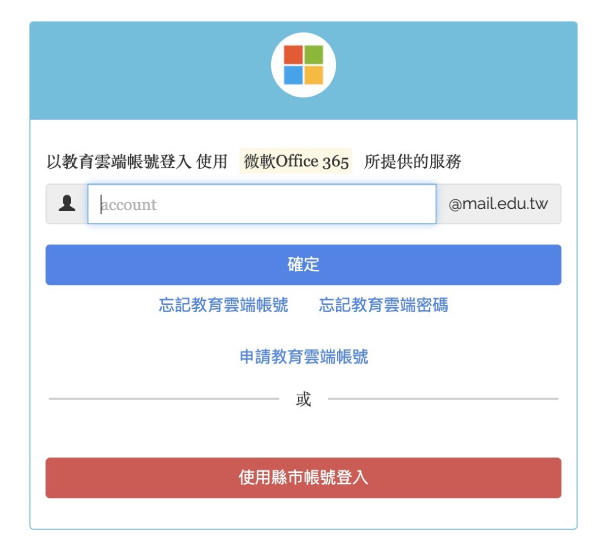 以教育雲端帳號登入 使用 微軟Office 365 所提供的服務
account @mail.edu.tw
確定
忘記教育雲端帳號 忘記教育雲端密碼
申請教育雲端帳號
或
使用縣市帳號登入